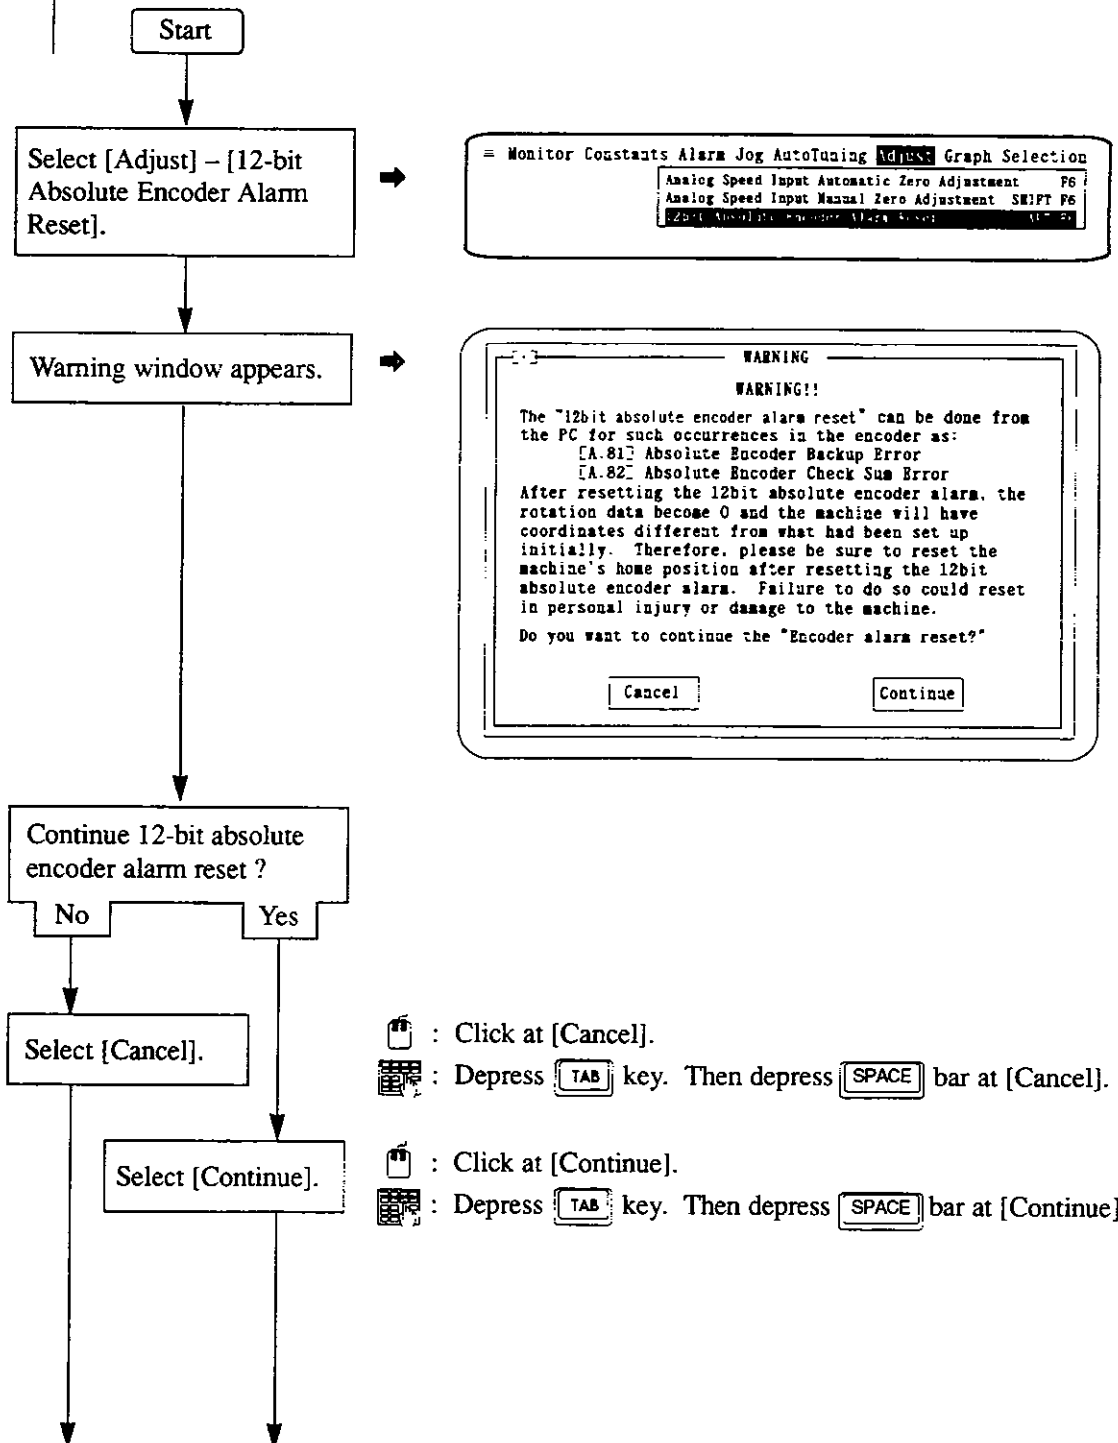 Start
Select [Adjust] – [12-bit
Absolute Encoder Alarm
Reset].
≡ Monitor Constants Alarm Jog AutoTuning Adjust Graph Selection
Analog Speed Input Automatic Zero Adjustment F6
Analog Speed Input Manual Zero Adjustment SHIFT F6
12bit Absolute Encoder Alarm Reset ALT F6
Warning window appears.
WARNING
WARNING!!
The "12bit absolute encoder alarm reset" can be done from
the PC for such occurrences in the encoder as:
[A.81] Absolute Encoder Backup Error
[A.82] Absolute Encoder Check Sum Error
After resetting the 12bit absolute encoder alarm, the
rotation data become 0 and the machine will have
coordinates different from what had been set up
initially. Therefore, please be sure to reset the
machine's home position after resetting the 12bit
absolute encoder alarm. Failure to do so could reset
in personal injury or damage to the machine.
Do you want to continue the "Encoder alarm reset?"
Cancel Continue
Continue 12-bit absolute
encoder alarm reset ?
No Yes
Select [Cancel].
: Click at [Cancel].
: Depress TAB key. Then depress SPACE bar at [Cancel].
Select [Continue].
: Click at [Continue].
: Depress TAB key. Then depress SPACE bar at [Continue]